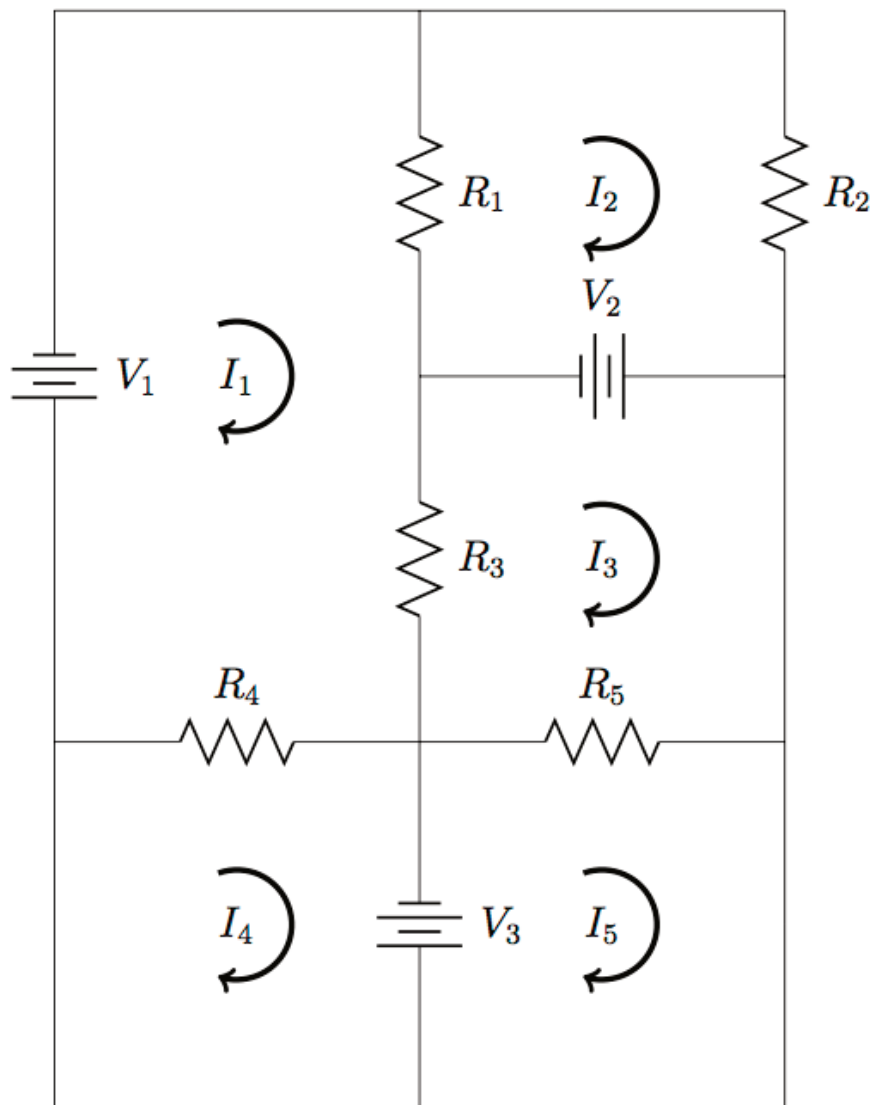 R₁ I₂ R₂
V₂
V₁ I₁
R₃ I₃
R₄ R₅
I₄ V₃ I₅